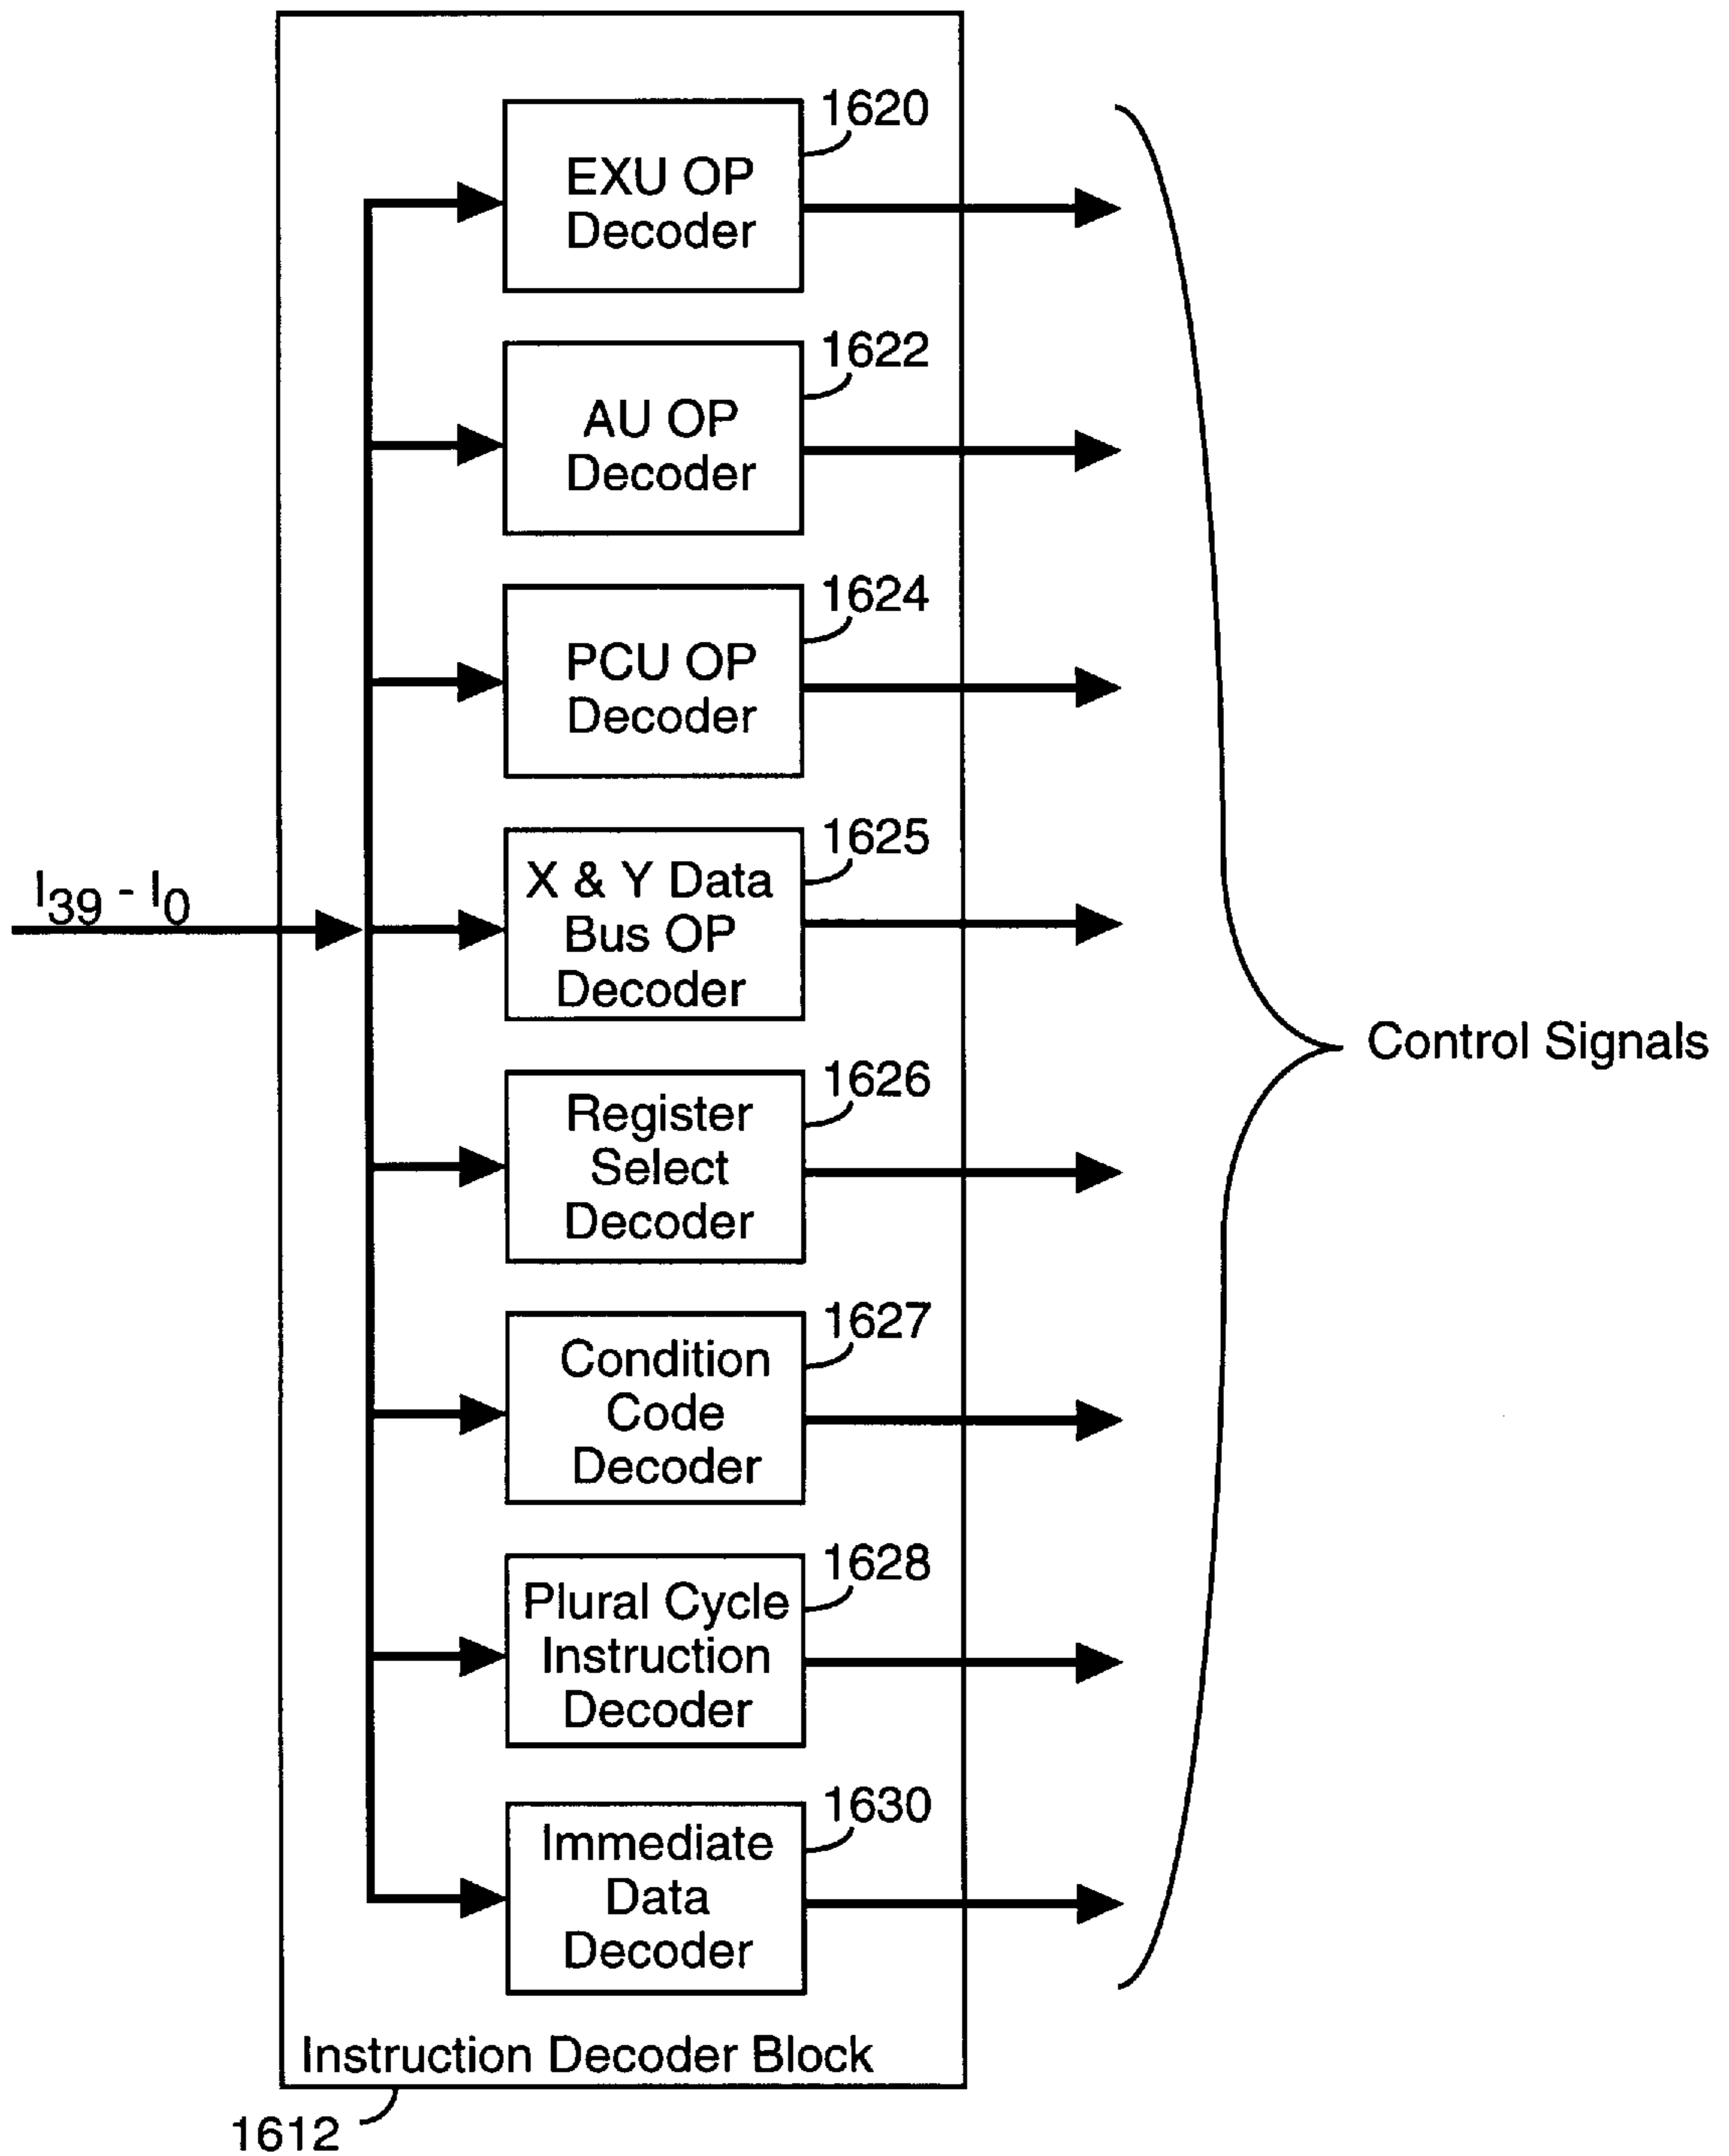 1620
EXU OP
Decoder
1622
AU OP
Decoder
1624
PCU OP
Decoder
1625
X & Y Data
Bus OP
Decoder
I39 - I0
1626
Register
Select
Decoder
Control Signals
1627
Condition
Code
Decoder
1628
Plural Cycle
Instruction
Decoder
1630
Immediate
Data
Decoder
Instruction Decoder Block
1612